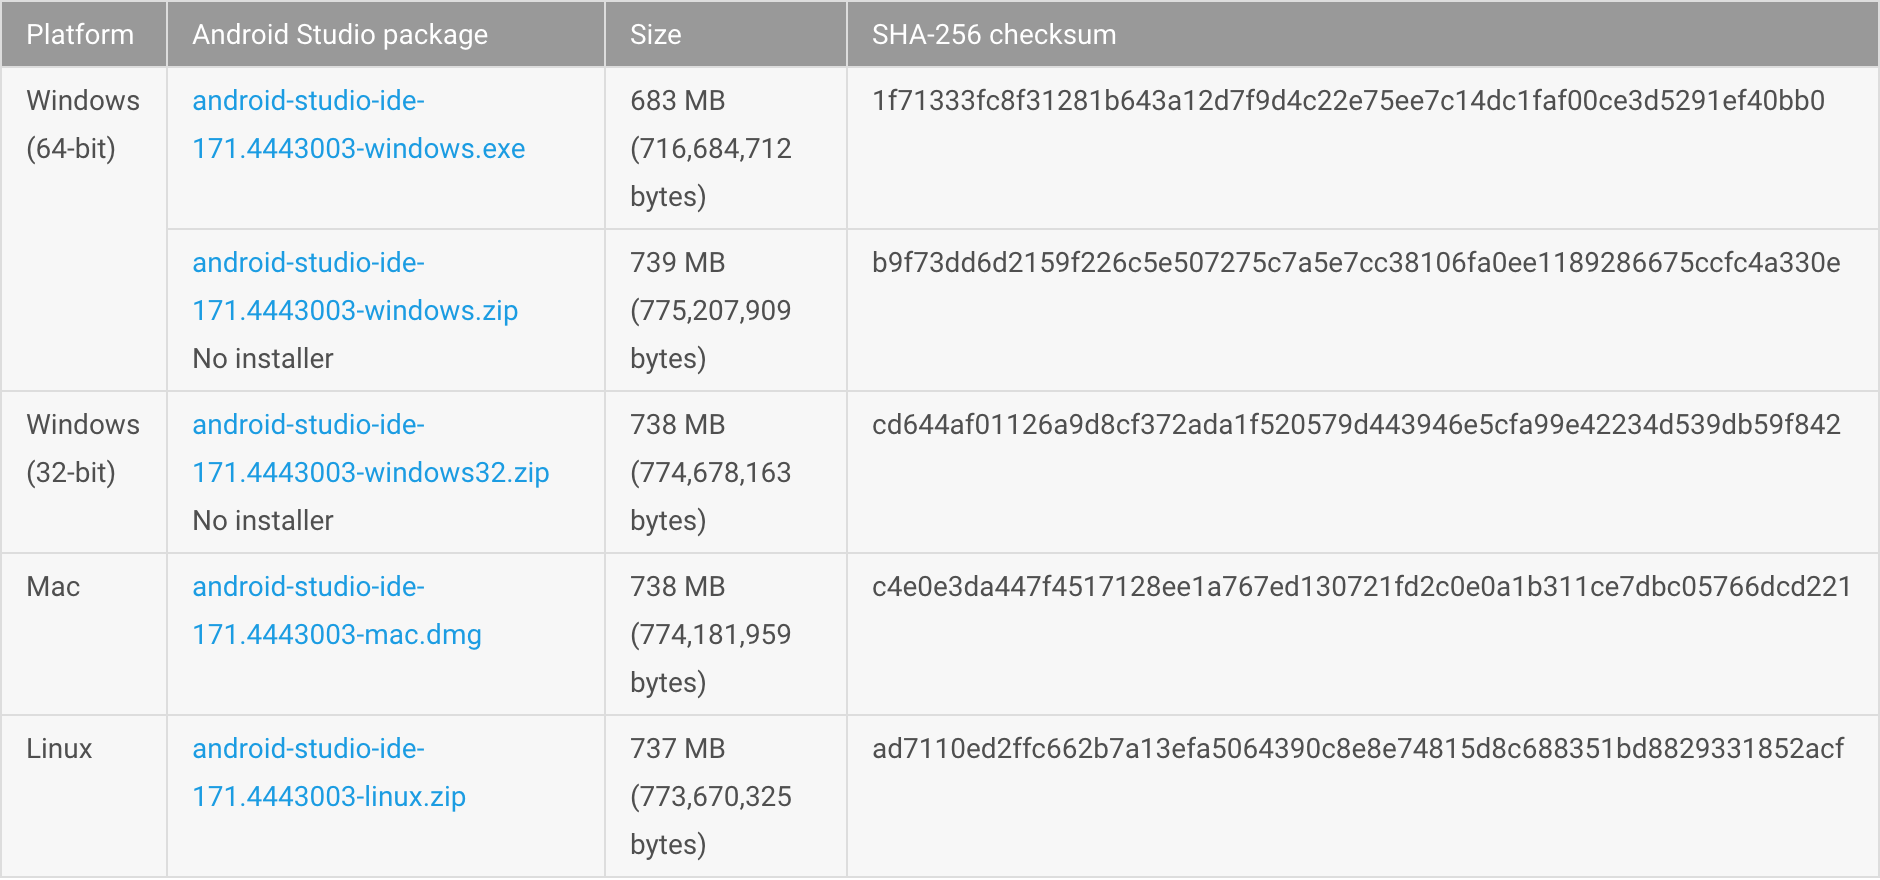 Platform
Android Studio package
Size
SHA-256 checksum
Windows
(64-bit)
android-studio-ide-
171.4443003-windows.exe
683 MB
(716,684,712
bytes)
1f71333fc8f31281b643a12d7f9d4c22e75ee7c14dc1faf00ce3d5291ef40bb0
android-studio-ide-
171.4443003-windows.zip
No installer
739 MB
(775,207,909
bytes)
b9f73dd6d2159f226c5e507275c7a5e7cc38106fa0ee1189286675ccfc4a330e
Windows
(32-bit)
android-studio-ide-
171.4443003-windows32.zip
No installer
738 MB
(774,678,163
bytes)
cd644af01126a9d8cf372ada1f520579d443946e5cfa99e42234d539db59f842
Mac
android-studio-ide-
171.4443003-mac.dmg
738 MB
(774,181,959
bytes)
c4e0e3da447f4517128ee1a767ed130721fd2c0e0a1b311ce7dbc05766dcd221
Linux
android-studio-ide-
171.4443003-linux.zip
737 MB
(773,670,325
bytes)
ad7110ed2ffc662b7a13efa5064390c8e8e74815d8c688351bd8829331852acf